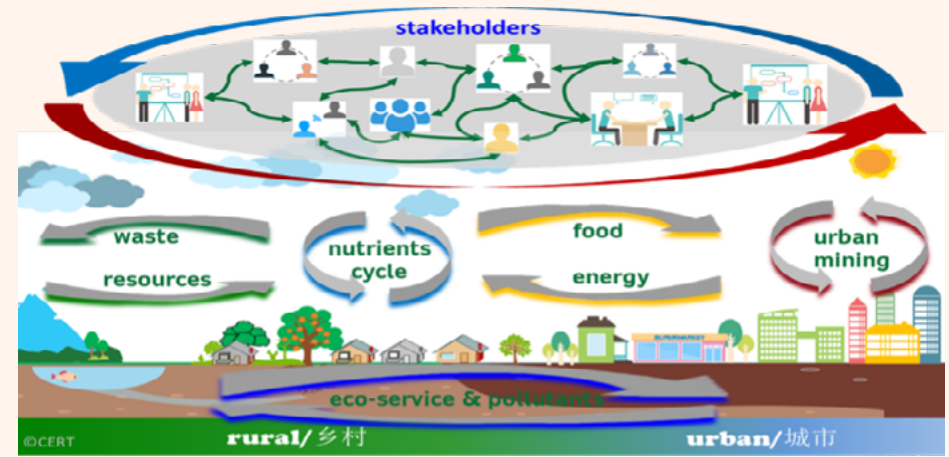 stakeholders
waste
resources
nutrients
cycle
food
energy
urban
mining
SUPERMARKET
eco-service & pollutants
©CERT
rural/乡村
urban/城市